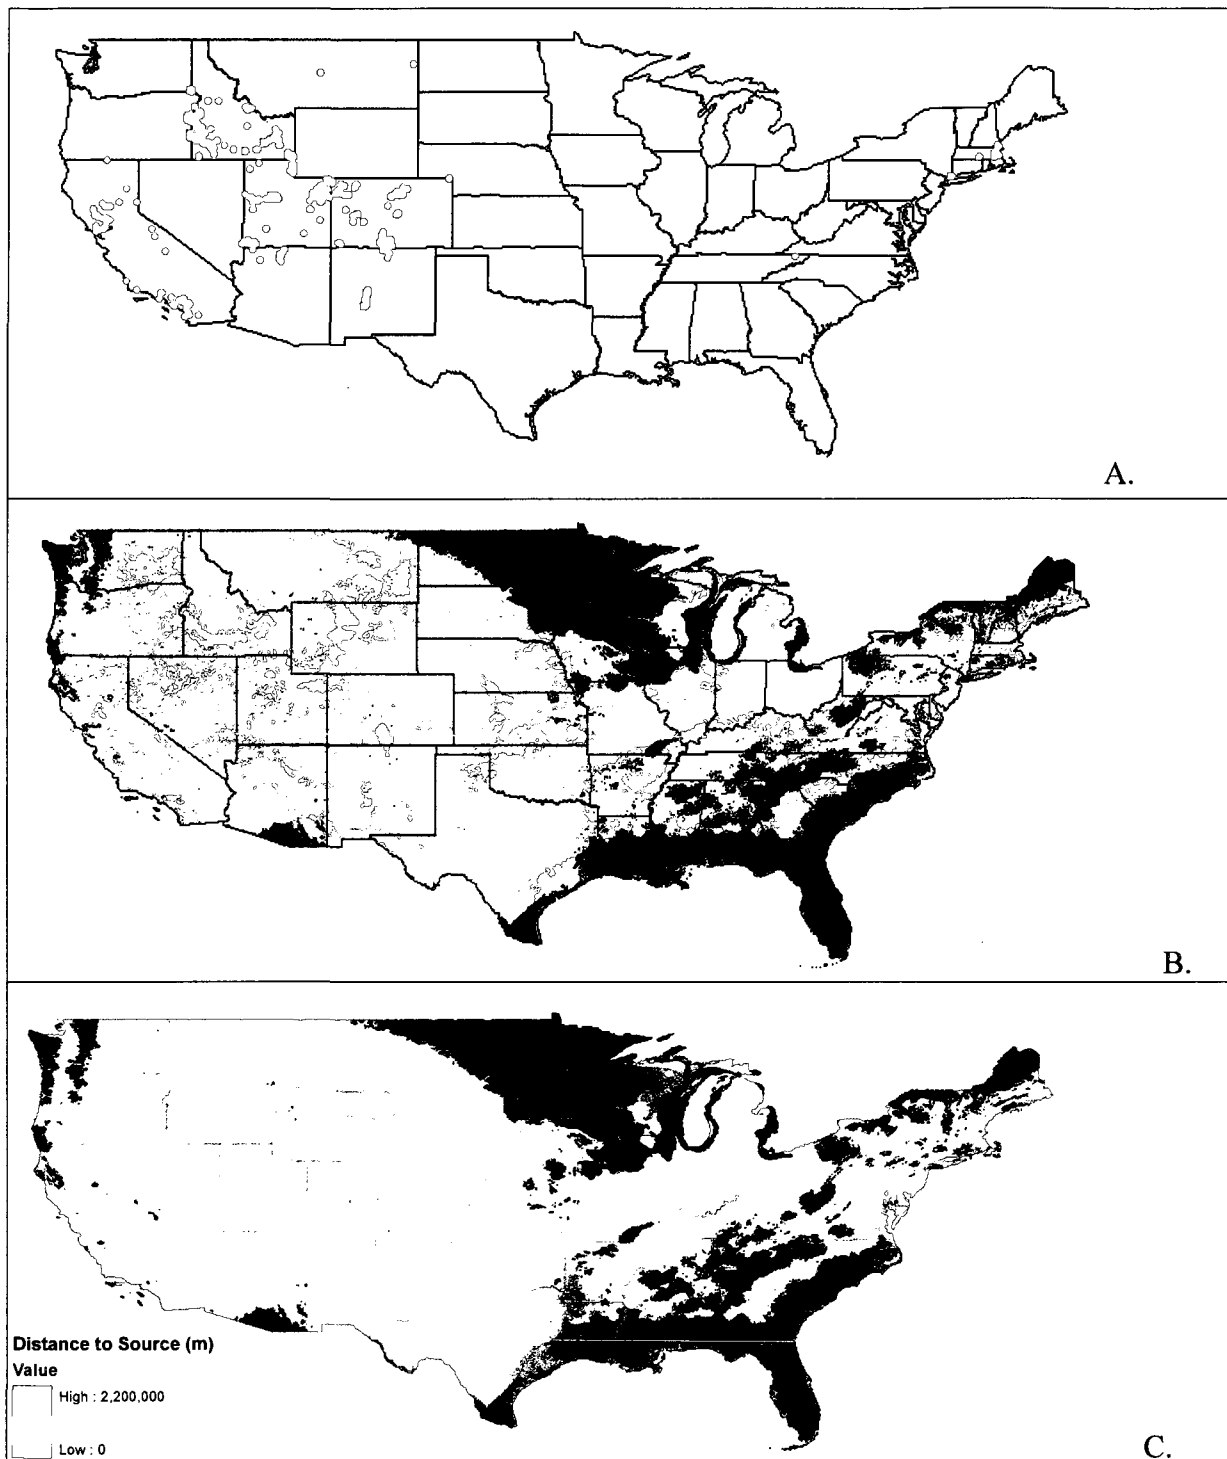 A.
B.
Distance to Source (m)
Value
High : 2,200,000
Low : 0
C.